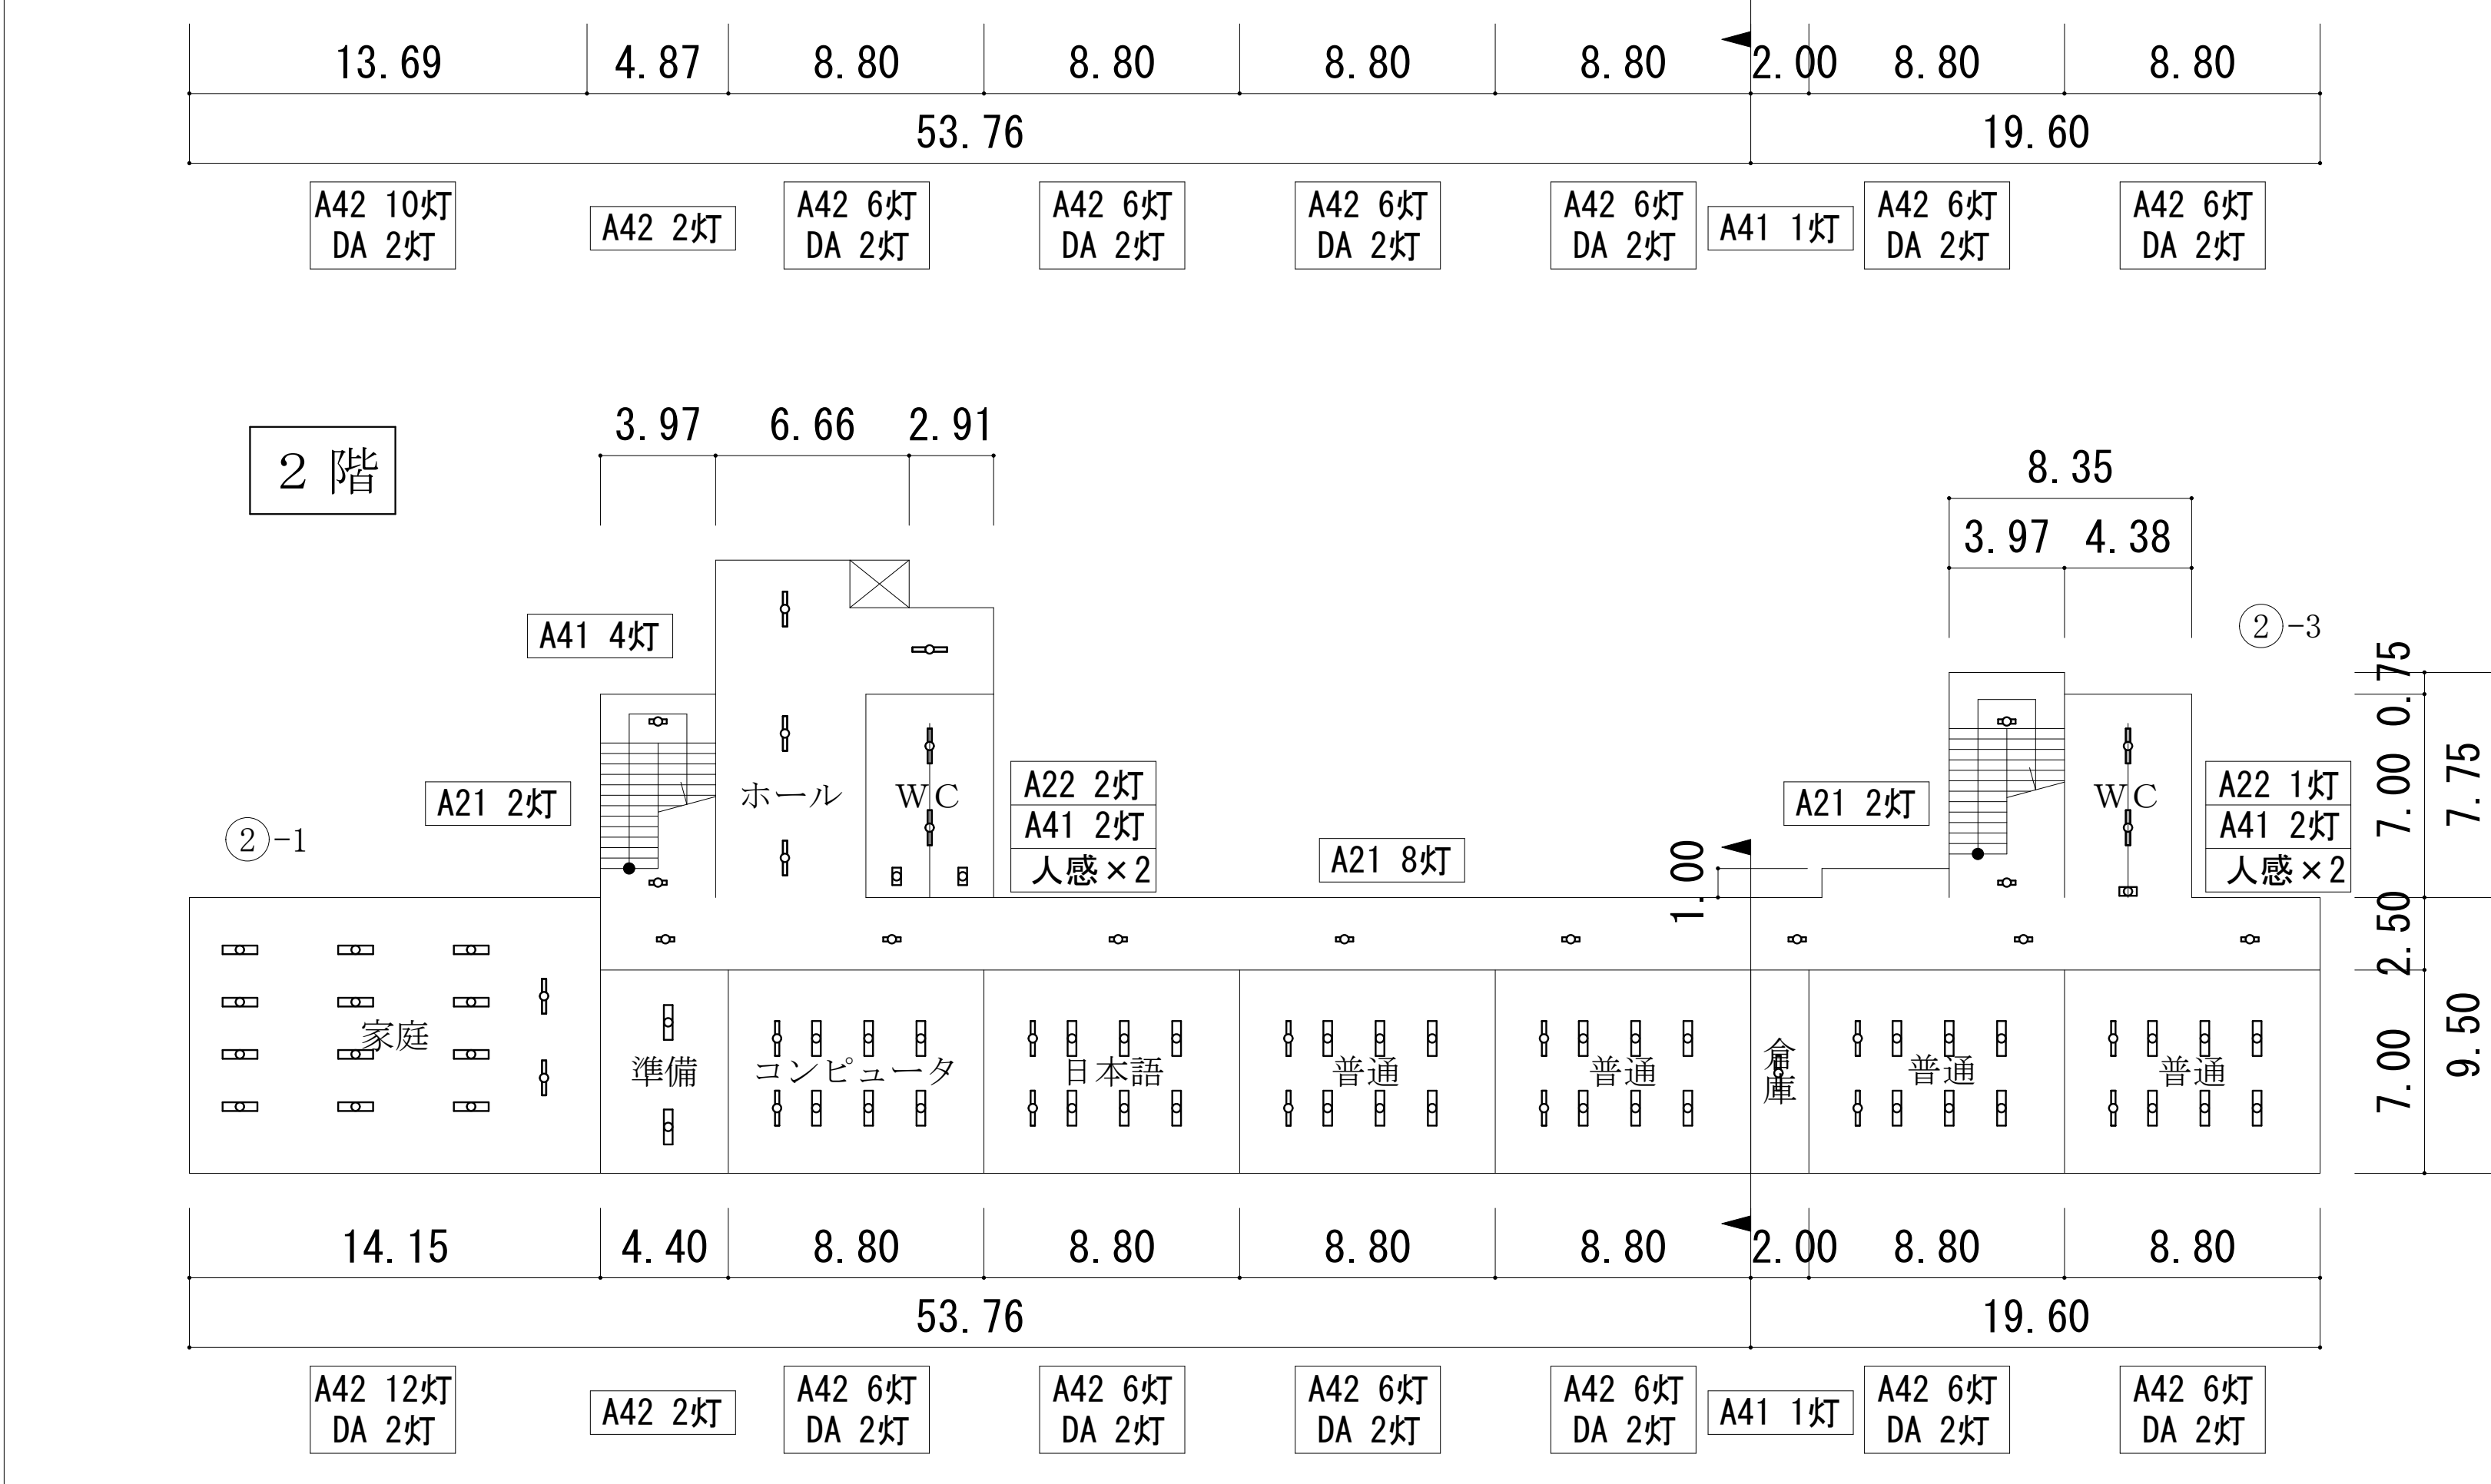 13.69 4.87 8.80 8.80 8.80 8.80 2.00 8.80 8.80
53.76 19.60
A42 10灯
DA 2灯
A42 2灯
A42 6灯
DA 2灯
A42 6灯
DA 2灯
A42 6灯
DA 2灯
A42 6灯
DA 2灯
A41 1灯
A42 6灯
DA 2灯
A42 6灯
DA 2灯
2階
3.97 6.66 2.91
8.35
3.97 4.38
②-3
A41 4灯
A21 2灯
②-1
ホール
WC
A22 2灯
A41 2灯
人感×2
A21 8灯
1.00
A21 2灯
WC
A22 1灯
A41 2灯
人感×2
0.75
7.00
7.75
2.50
7.00
9.50
家庭
準備
コンピュータ
日本語
普通
普通
倉庫
普通
普通
14.15 4.40 8.80 8.80 8.80 8.80 2.00 8.80 8.80
53.76 19.60
A42 12灯
DA 2灯
A42 2灯
A42 6灯
DA 2灯
A42 6灯
DA 2灯
A42 6灯
DA 2灯
A42 6灯
DA 2灯
A41 1灯
A42 6灯
DA 2灯
A42 6灯
DA 2灯